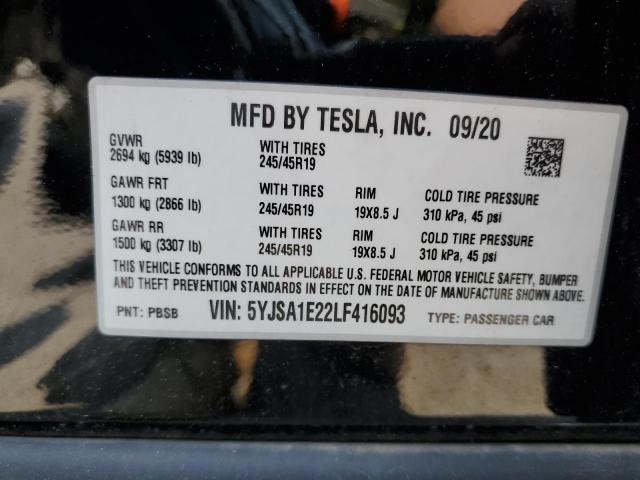 MFD BY TESLA, INC. 09/20
GVWR WITH TIRES
2694 kg (5939 lb) 245/45R19
GAWR FRT WITH TIRES RIM COLD TIRE PRESSURE
1300 kg (2866 lb) 245/45R19 19X8.5 J 310 kPa, 45 psi
GAWR RR WITH TIRES RIM COLD TIRE PRESSURE
1500 kg (3307 lb) 245/45R19 19X8.5 J 310 kPa, 45 psi
THIS VEHICLE CONFORMS TO ALL APPLICABLE U.S. FEDERAL MOTOR VEHICLE SAFETY, BUMPER
AND THEFT PREVENTION STANDARDS IN EFFECT ON THE DATE OF MANUFACTURE SHOWN ABOVE.
PNT: PBSB VIN: 5YJSA1E22LF416093 TYPE: PASSENGER CAR